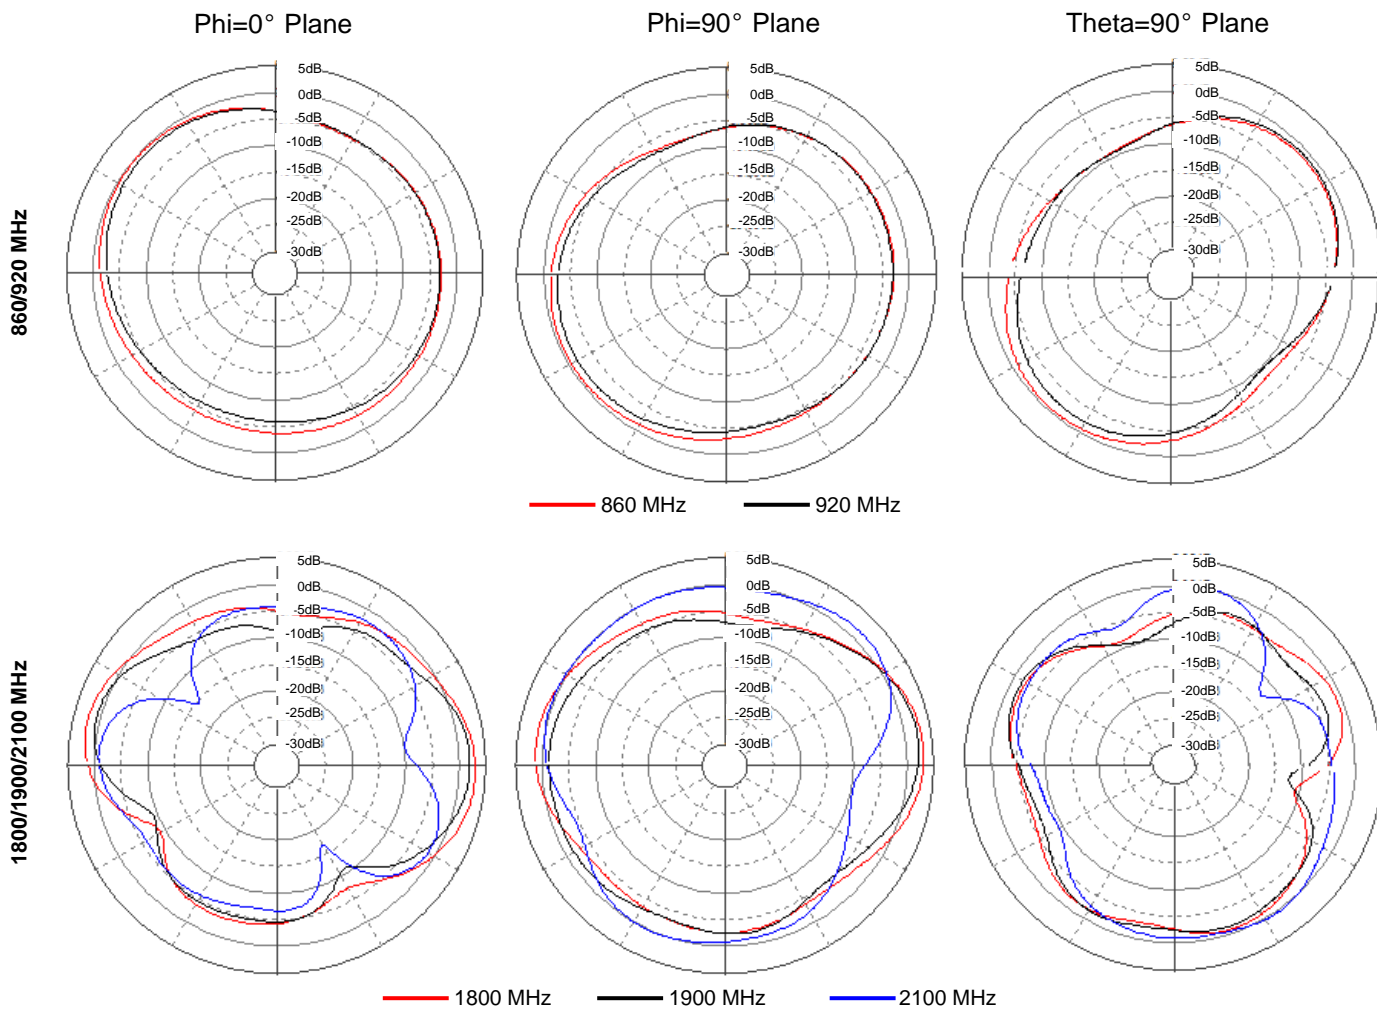 Phi=0° Plane
Phi=90° Plane
Theta=90° Plane
860/920 MHz
5dB
0dB
-5dB
-10dB
-15dB
-20dB
-25dB
-30dB
5dB
0dB
-5dB
-10dB
-15dB
-20dB
-25dB
-30dB
5dB
0dB
-5dB
-10dB
-15dB
-20dB
-25dB
-30dB
860 MHz
920 MHz
1800/1900/2100 MHz
5dB
0dB
-5dB
-10dB
-15dB
-20dB
-25dB
-30dB
5dB
0dB
-5dB
-10dB
-15dB
-20dB
-25dB
-30dB
5dB
0dB
-5dB
-10dB
-15dB
-20dB
-25dB
-30dB
1800 MHz
1900 MHz
2100 MHz